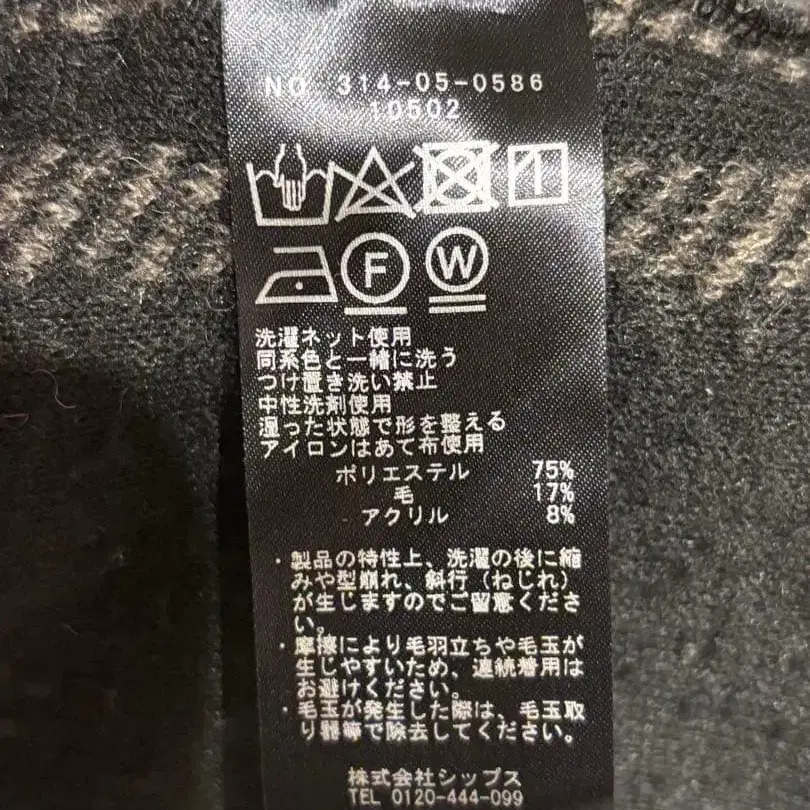 NO. 314-05-0586
10502
F W
洗濯ネット使用
同系色と一緒に洗う
つけ置き洗い禁止
中性洗剤使用
湿った状態で形を整える
アイロンはあて布使用
ポリエステル 75%
毛 17%
アクリル 8%
・製品の特性上、洗濯の後に縮
みや型崩れ、斜行（ねじれ）
が生じますのでご留意くださ
い。
・摩擦により毛羽立ちや毛玉が
生じやすいため、連続着用は
お避けください。
・毛玉が発生した際は、毛玉取
り器等で除去してください。
株式会社シップス
TEL 0120-444-099